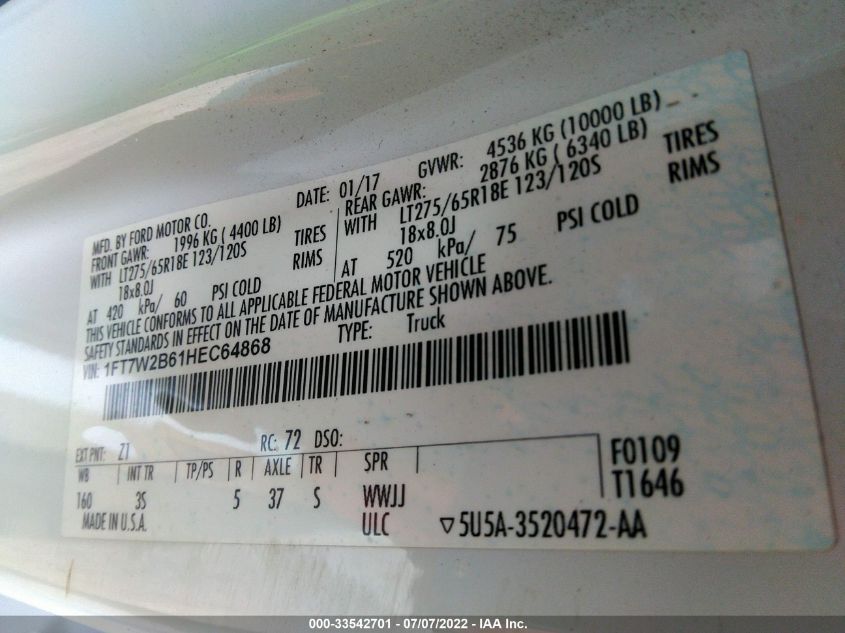 MFD. BY FORD MOTOR CO.
DATE: 01/17 GVWR: 4536 KG (10000 LB)
FRONT GAWR: 1996 KG ( 4400 LB)
REAR GAWR: 2876 KG ( 6340 LB)
WITH LT275/65R18E 123/120S TIRES
WITH LT275/65R18E 123/120S TIRES
18x8.0J RIMS
18x8.0J RIMS
AT 420 kPa/ 60 PSI COLD
AT 520 kPa/ 75 PSI COLD
THIS VEHICLE CONFORMS TO ALL APPLICABLE FEDERAL MOTOR VEHICLE
SAFETY STANDARDS IN EFFECT ON THE DATE OF MANUFACTURE SHOWN ABOVE.
VIN: 1FT7W2B61HEC64868 TYPE: Truck
EXT PNT: Z1 RC: 72 DSO:
WB INT TR TP/PS R AXLE TR SPR
160 3S 5 37 S WWJJ
ULC
F0109
T1646
MADE IN U.S.A.
▽5U5A-3520472-AA
000-33542701 - 07/07/2022 - IAA Inc.